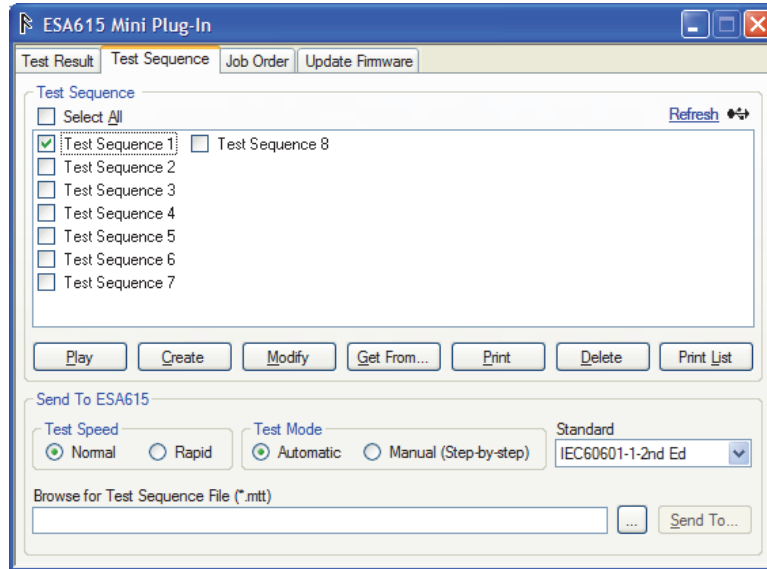 ESA615 Mini Plug-In
Test Result Test Sequence Job Order Update Firmware
Test Sequence
Select All Refresh
Test Sequence 1 Test Sequence 8
Test Sequence 2
Test Sequence 3
Test Sequence 4
Test Sequence 5
Test Sequence 6
Test Sequence 7
Play Create Modify Get From... Print Delete Print List
Send To ESA615
Test Speed Test Mode Standard
Normal Rapid Automatic Manual (Step-by-step) IEC60601-1-2nd Ed
Browse for Test Sequence File (*.mtt)
... Send To...